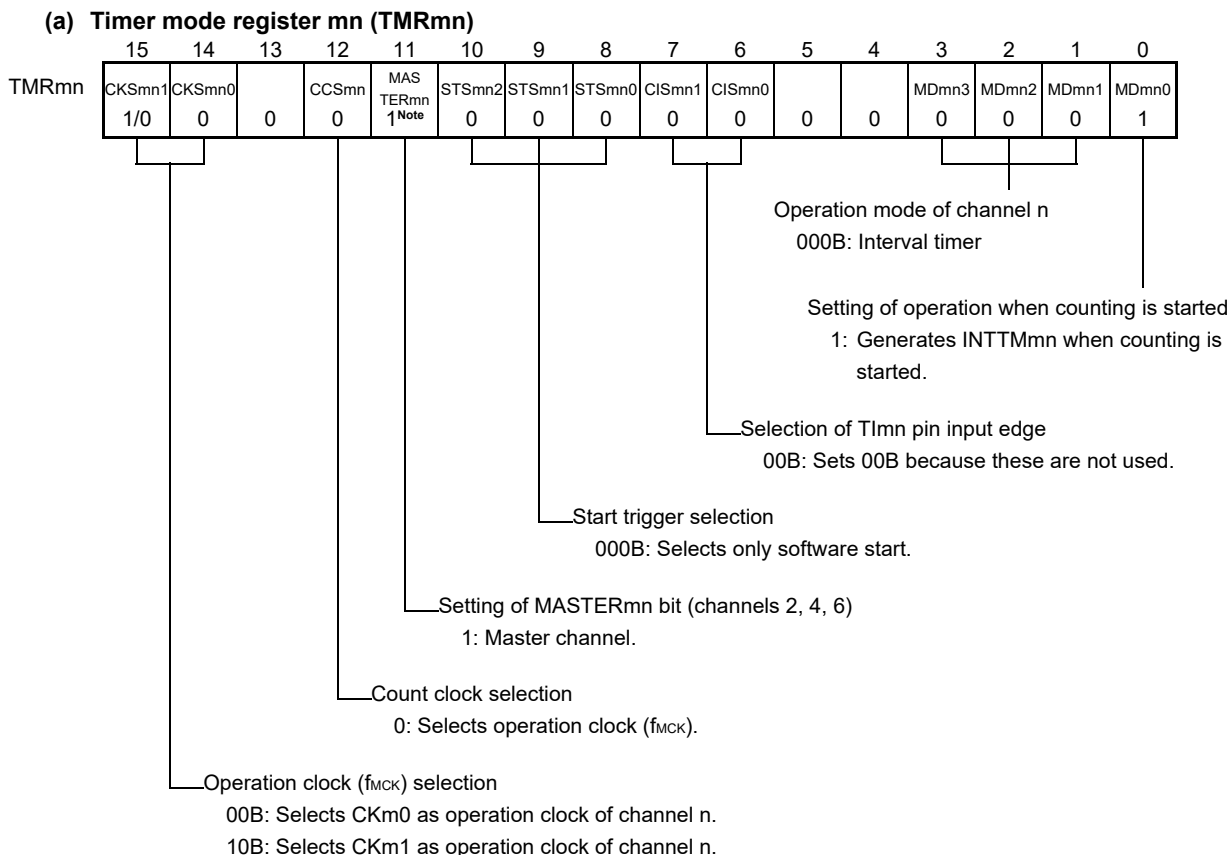 (a) Timer mode register mn (TMRmn)
15 14 13 12 11 10 9 8 7 6 5 4 3 2 1 0
TMRmn CKSmn1 CKSmn0 CCSmn MAS TERmn STSmn2 STSmn1 STSmn0 CISmn1 CISmn0 MDmn3 MDmn2 MDmn1 MDmn0
1/0 0 0 0 1Note 0 0 0 0 0 0 0 0 0 0 1
Operation mode of channel n
000B: Interval timer
Setting of operation when counting is started
1: Generates INTTMmn when counting is
started.
Selection of TImn pin input edge
00B: Sets 00B because these are not used.
Start trigger selection
000B: Selects only software start.
Setting of MASTERmn bit (channels 2, 4, 6)
1: Master channel.
Count clock selection
0: Selects operation clock (fMCK).
Operation clock (fMCK) selection
00B: Selects CKm0 as operation clock of channel n.
10B: Selects CKm1 as operation clock of channel n.